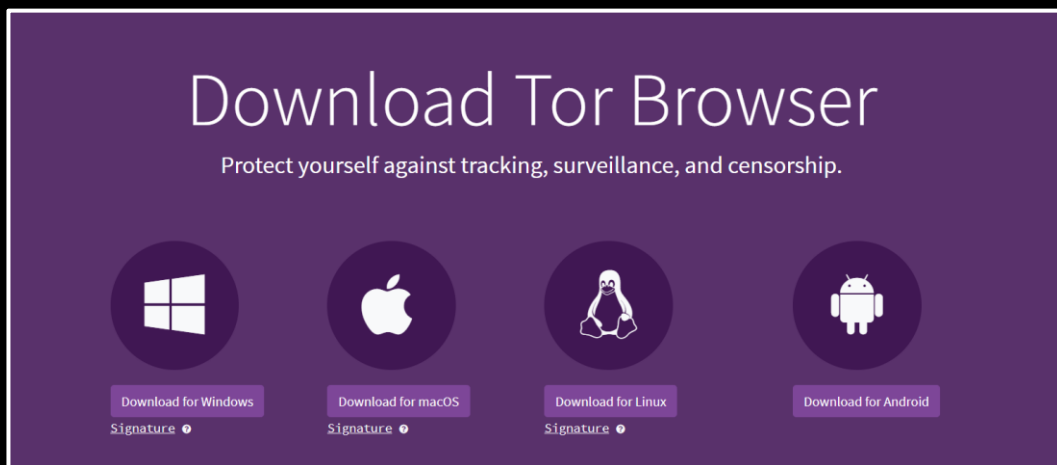 Download Tor Browser
Protect yourself against tracking, surveillance, and censorship.
Download for Windows
Download for macOS
Download for Linux
Download for Android
Signature ?
Signature ?
Signature ?